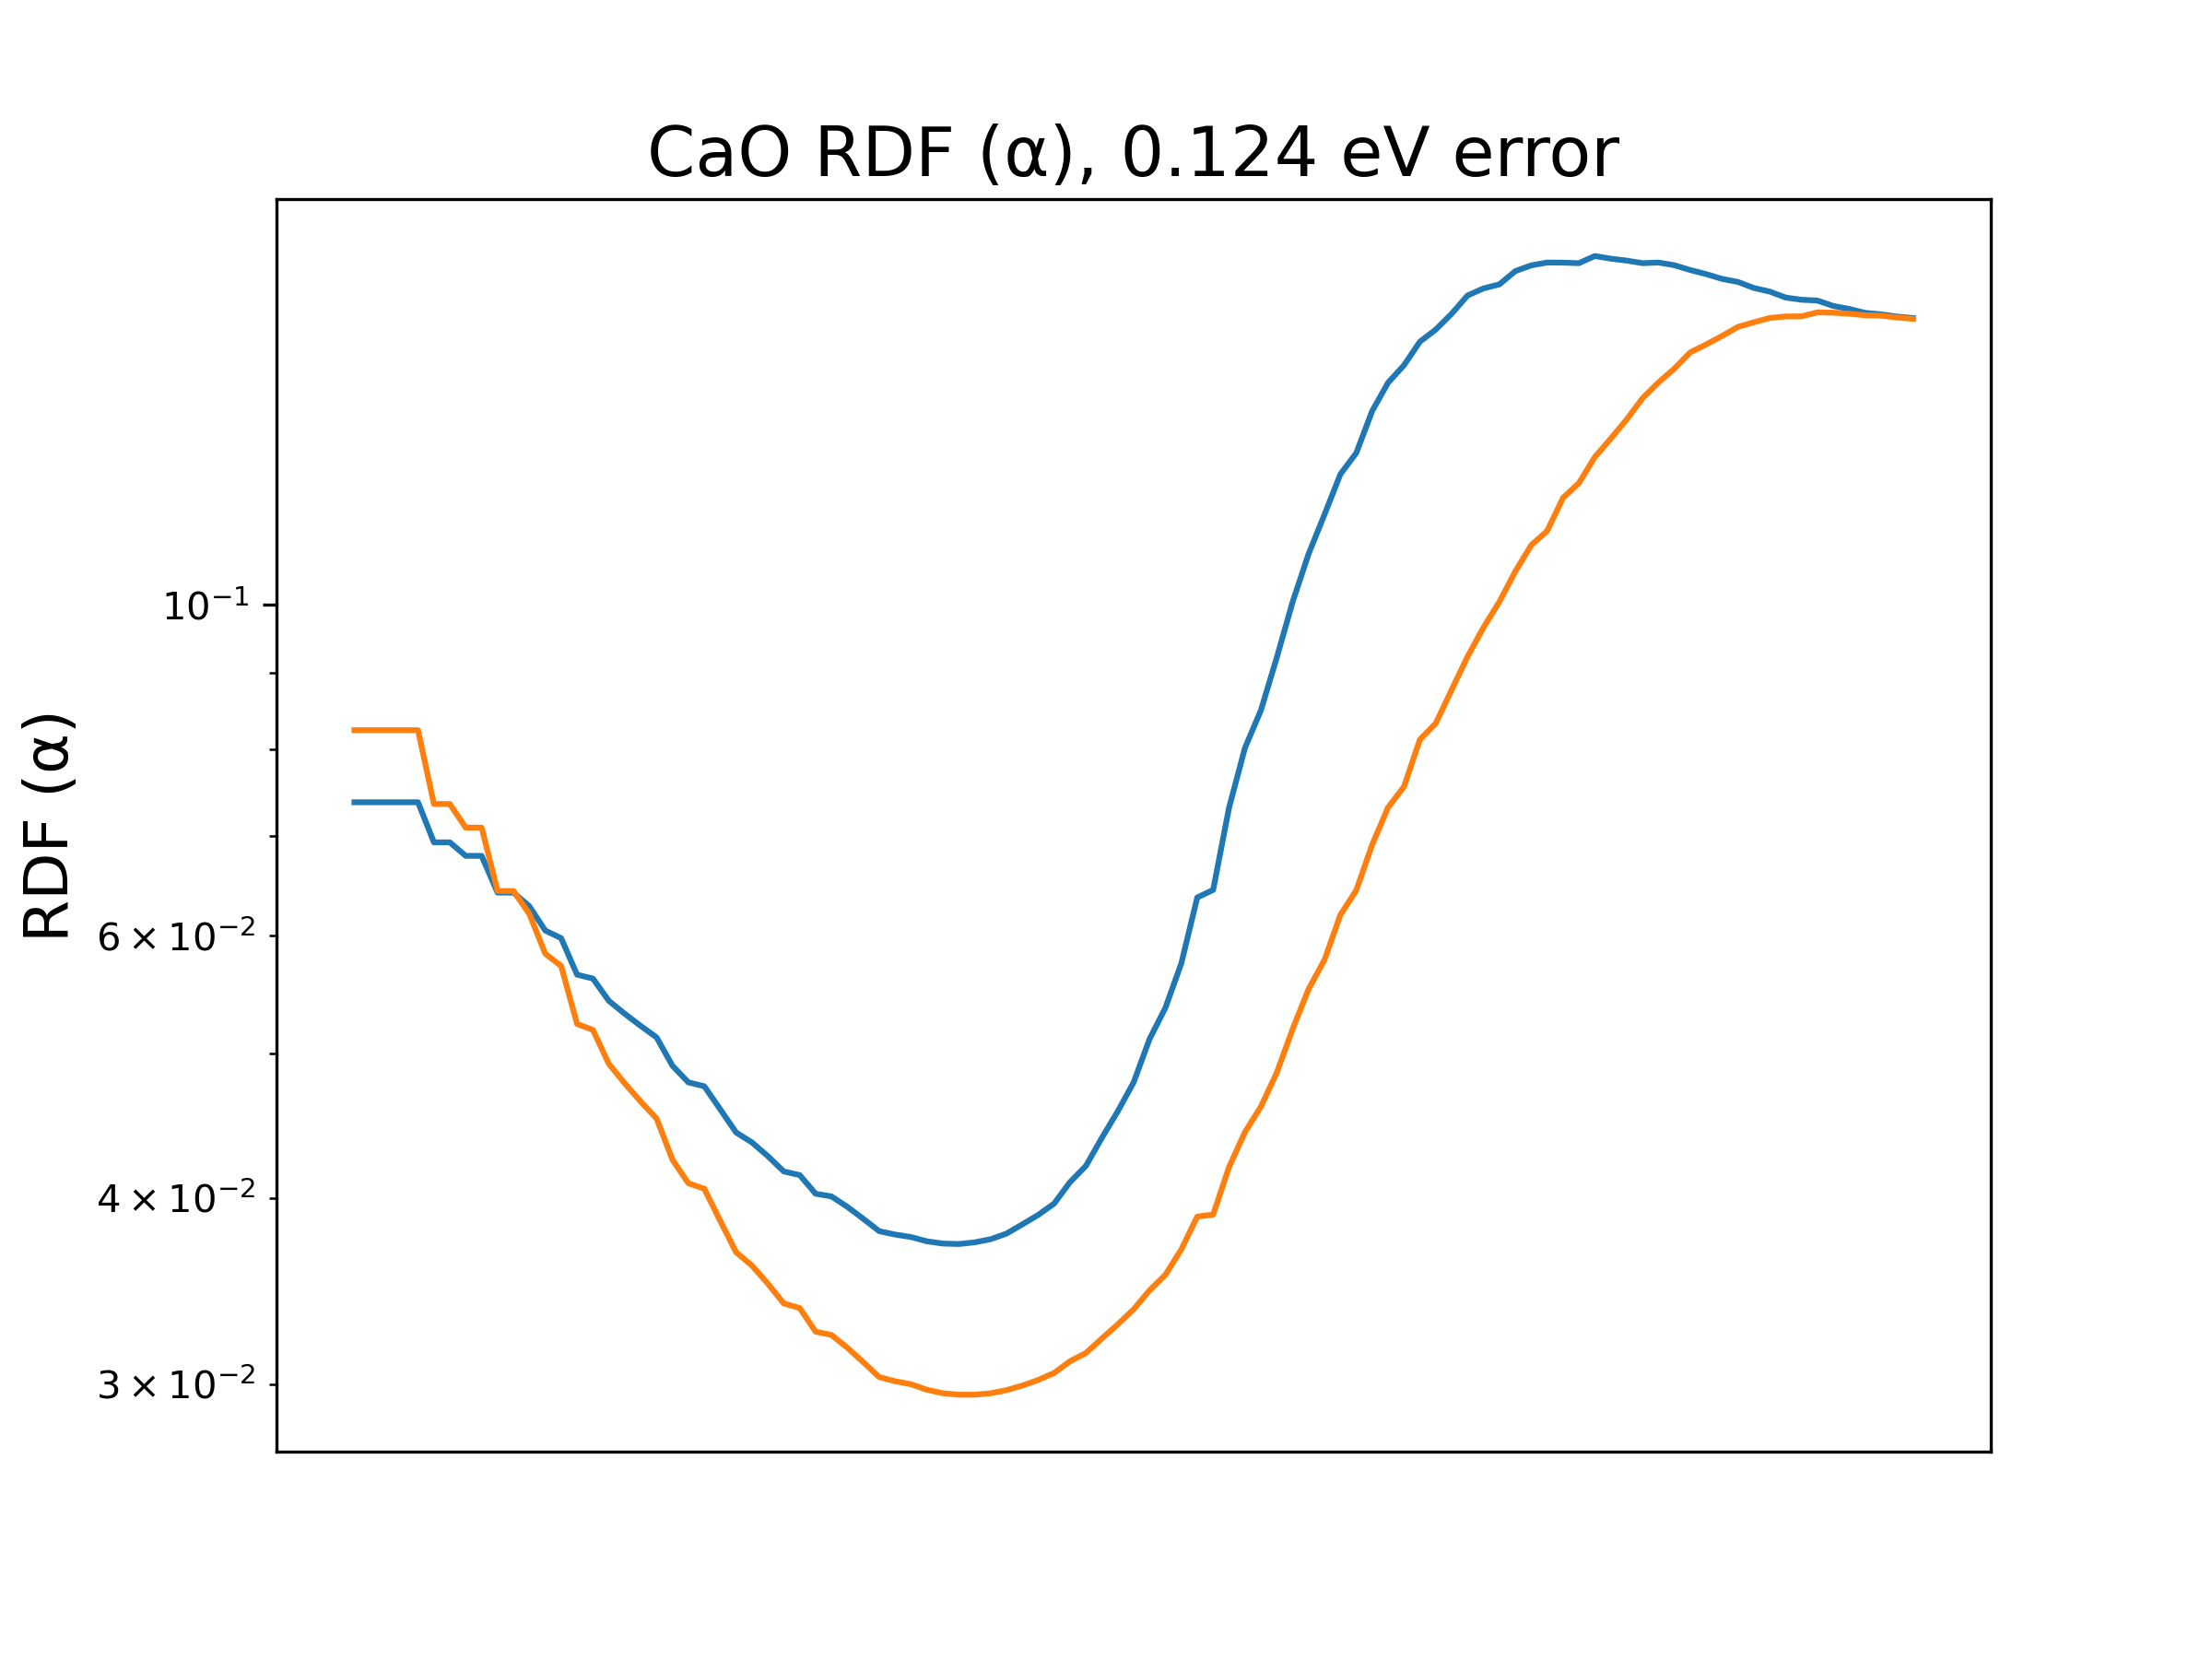 CaO RDF (α), 0.124 eV error
RDF (α)
10⁻¹
6 × 10⁻²
4 × 10⁻²
3 × 10⁻²